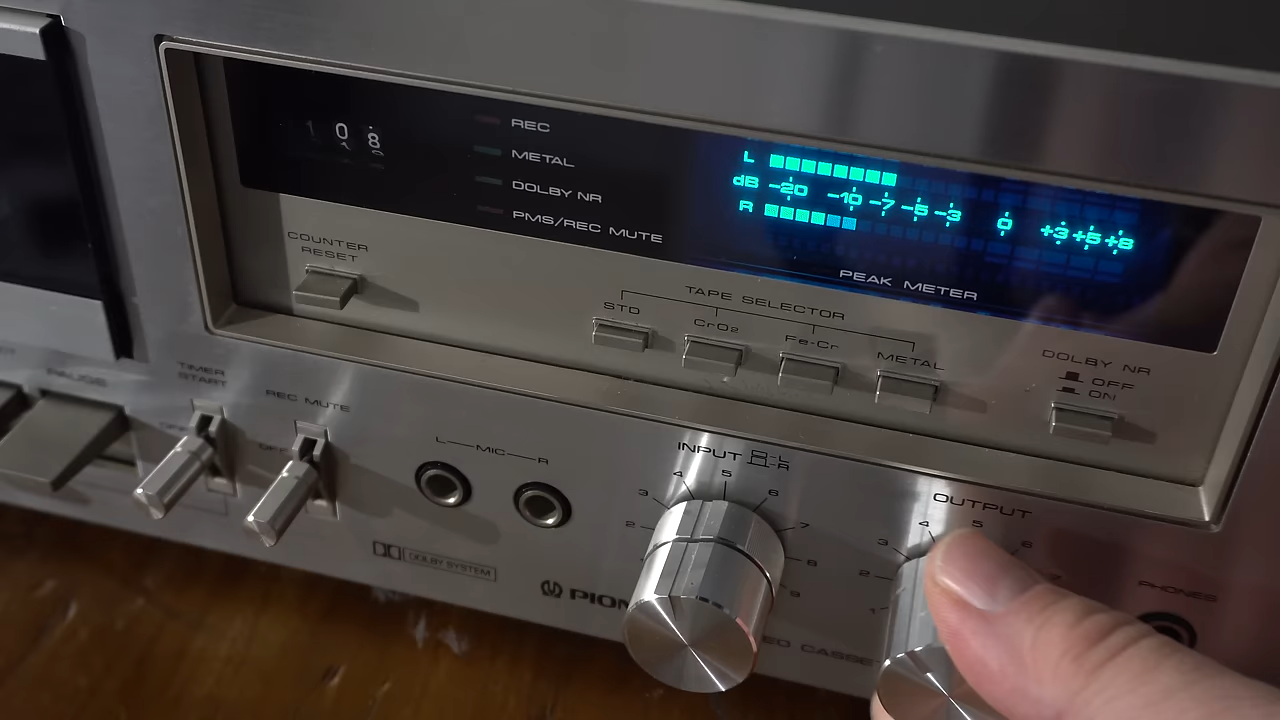 1 0 8
REC
METAL
DOLBY NR
PMS/REC MUTE
L
dB -20 -10 -7 -5 -3 0 +3 +5 +8
R
PEAK METER
COUNTER
RESET
TAPE SELECTOR
STD
CrO2
Fe-Cr
METAL
DOLBY NR
OFF
ON
PAUSE
TIMER
START
REC MUTE
L MIC R
DOLBY SYSTEM
INPUT L
R
2 3 4 5 6 7 8 9
OUTPUT
1 2 3 4 5 6
PHONES